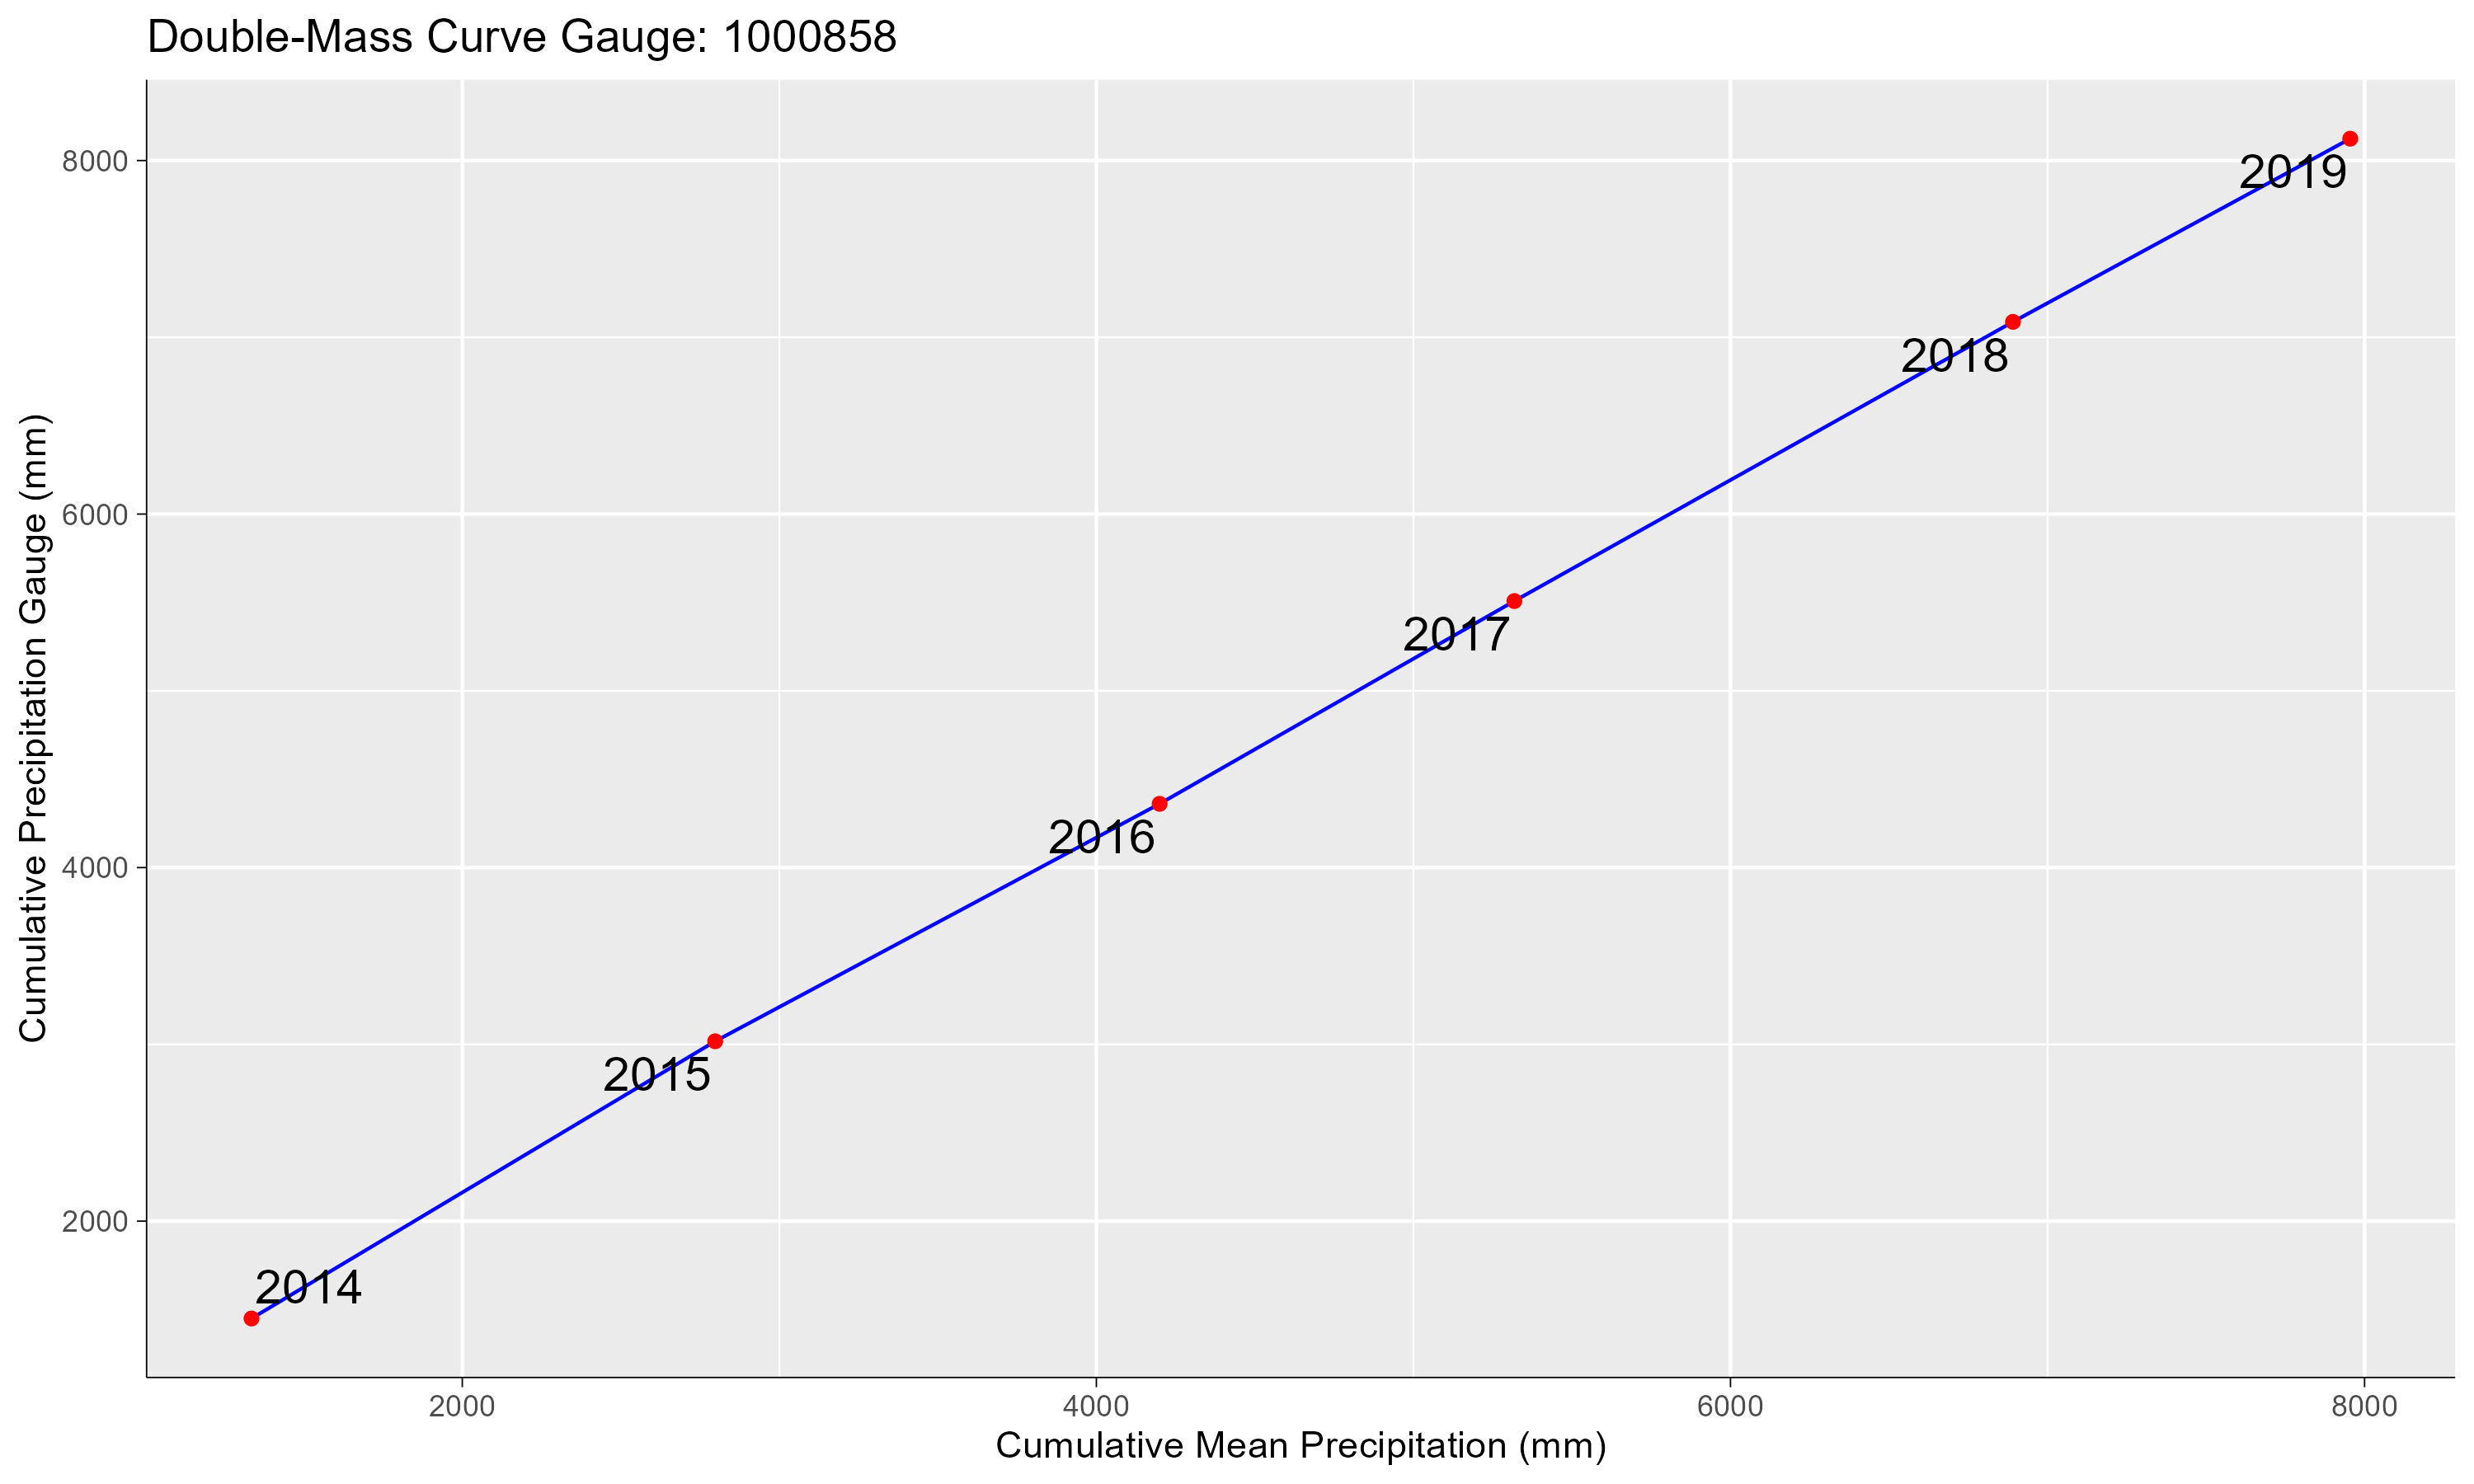 Double-Mass Curve Gauge: 1000858
Cumulative Precipitation Gauge (mm)
8000
6000
4000
2000
2019
2018
2017
2016
2015
2014
2000 4000 6000 8000
Cumulative Mean Precipitation (mm)